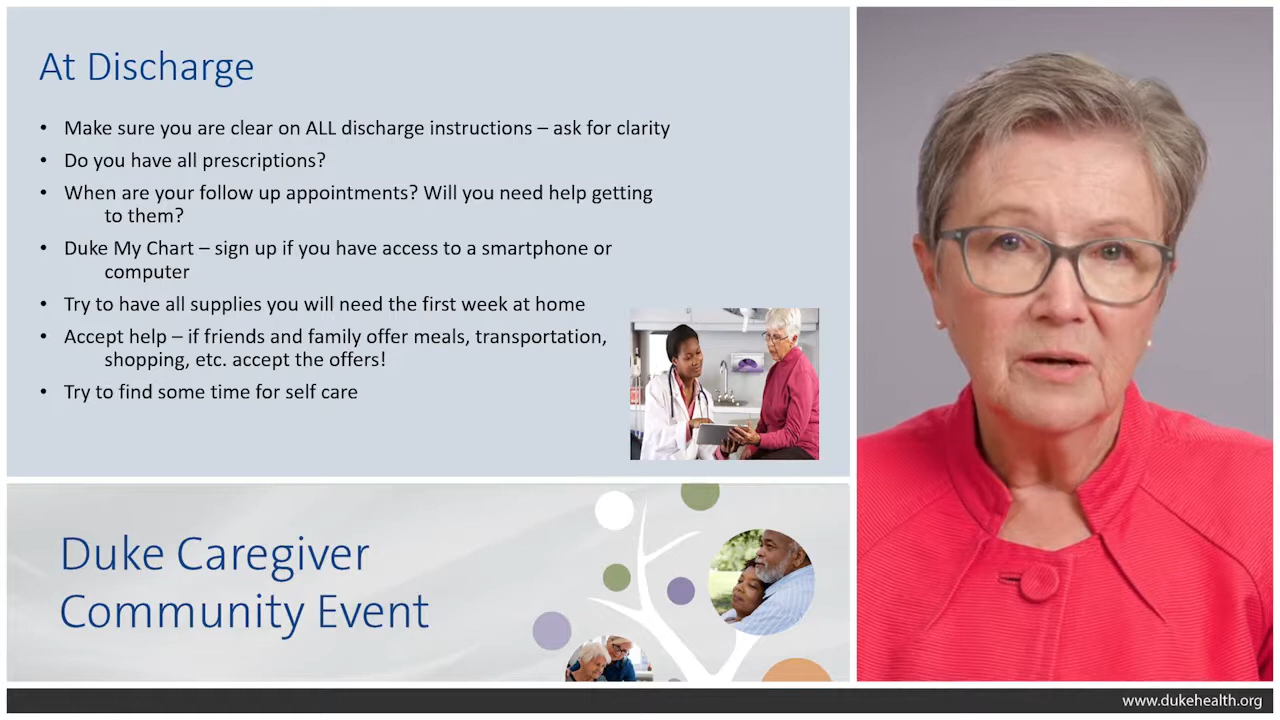 At Discharge
• Make sure you are clear on ALL discharge instructions – ask for clarity
• Do you have all prescriptions?
• When are your follow up appointments? Will you need help getting
to them?
• Duke My Chart – sign up if you have access to a smartphone or
computer
• Try to have all supplies you will need the first week at home
• Accept help – if friends and family offer meals, transportation,
shopping, etc. accept the offers!
• Try to find some time for self care
Duke Caregiver
Community Event
www.dukehealth.org